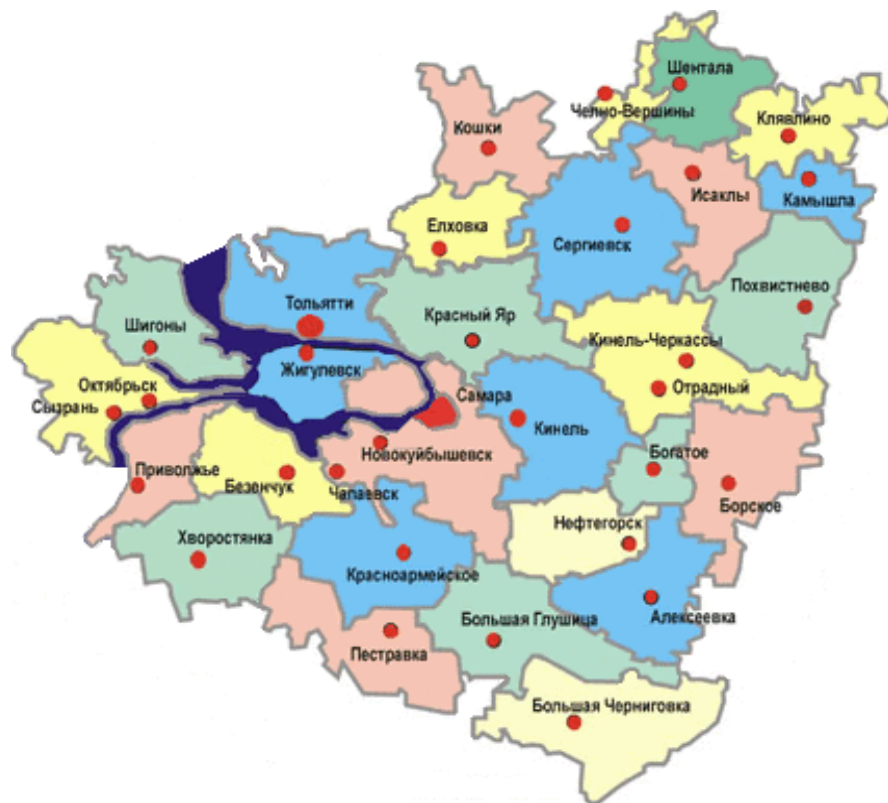 Шентала
Челно-Вершины
Клявлино
Кошки
Исаклы
Камышла
Елховка
Сергиевск
Похвистнево
Тольятти
Красный Яр
Шигоны
Кинель-Черкассы
Жигулевск
Октябрьск
Самара
Отрадный
Сызрань
Кинель
Новокуйбышевск
Богатое
Приволжье
Безенчук
Чапаевск
Борское
Нефтегорск
Хворостянка
Красноармейское
Большая Глушица
Алексеевка
Пестравка
Большая Черниговка